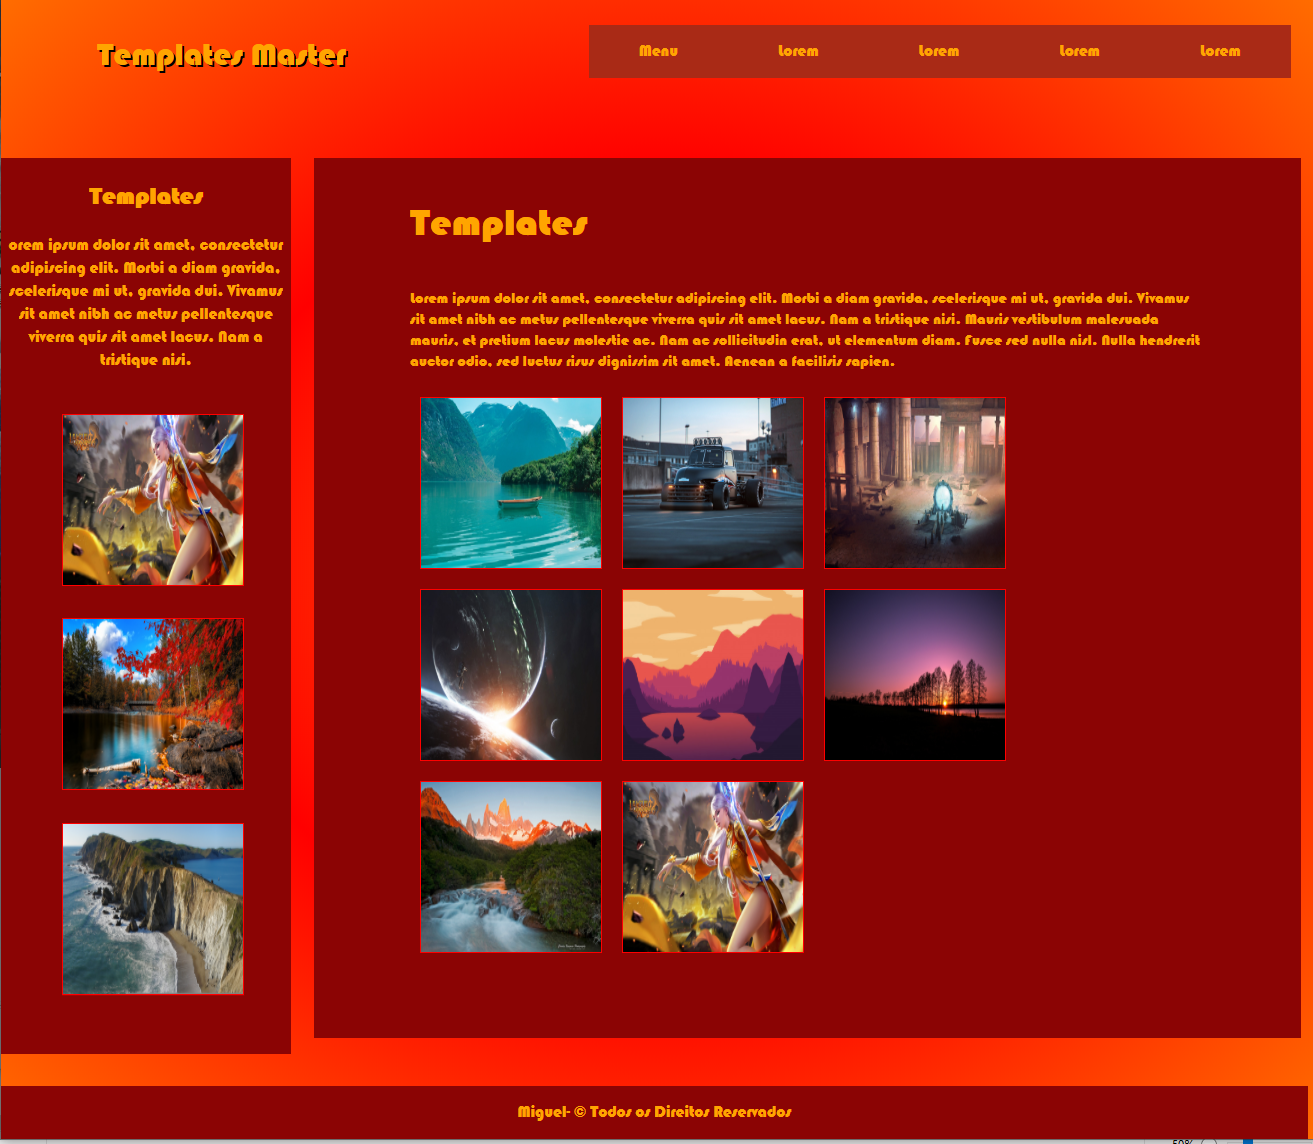 Templates Master
Menu Lorem Lorem Lorem Lorem
Templates
orem ipsum dolor sit amet, consectetur
adipiscing elit. Morbi a diam gravida,
scelerisque mi ut, gravida dui. Vivamus
sit amet nibh ac metus pellentesque
viverra quis sit amet lacus. Nam a
tristique nisi.
Templates
Lorem ipsum dolor sit amet, consectetur adipiscing elit. Morbi a diam gravida, scelerisque mi ut, gravida dui. Vivamus
sit amet nibh ac metus pellentesque viverra quis sit amet lacus. Nam a tristique nisi. Mauris vestibulum malesuada
mauris, et pretium lacus molestie ac. Nam ac sollicitudin erat, ut elementum diam. Fusce sed nulla nisl. Nulla hendrerit
auctor odio, sed luctus risus dignissim sit amet. Aenean a facilisis sapien.
Miguel- © Todos os Direitos Reservados